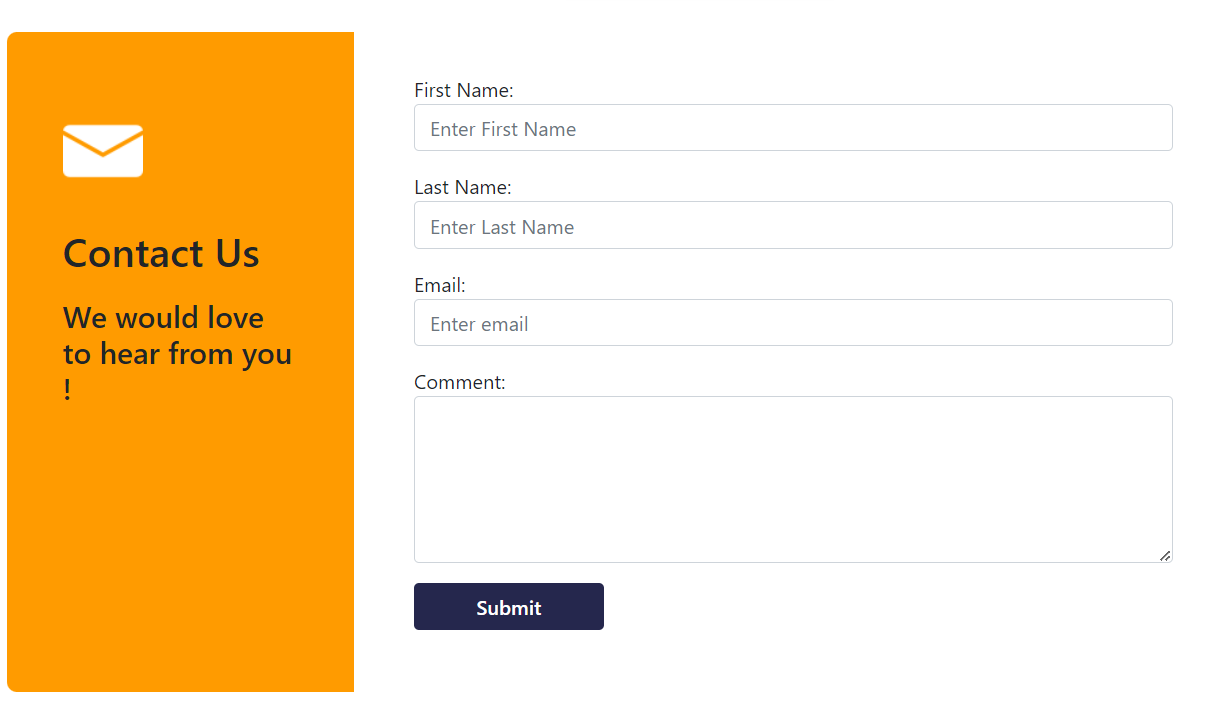 Contact Us
We would love
to hear from you
!
First Name:
Enter First Name
Last Name:
Enter Last Name
Email:
Enter email
Comment:
Submit